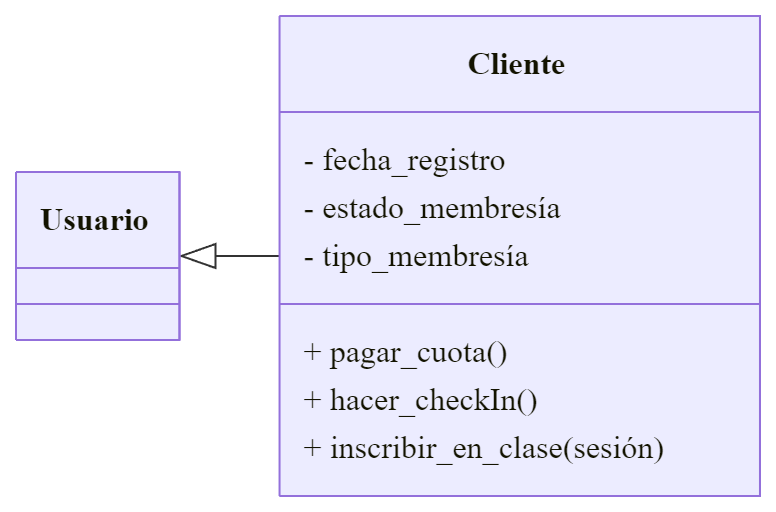 Usuario
Cliente
- fecha_registro
- estado_membresía
- tipo_membresía
+ pagar_cuota()
+ hacer_checkIn()
+ inscribir_en_clase(sesión)